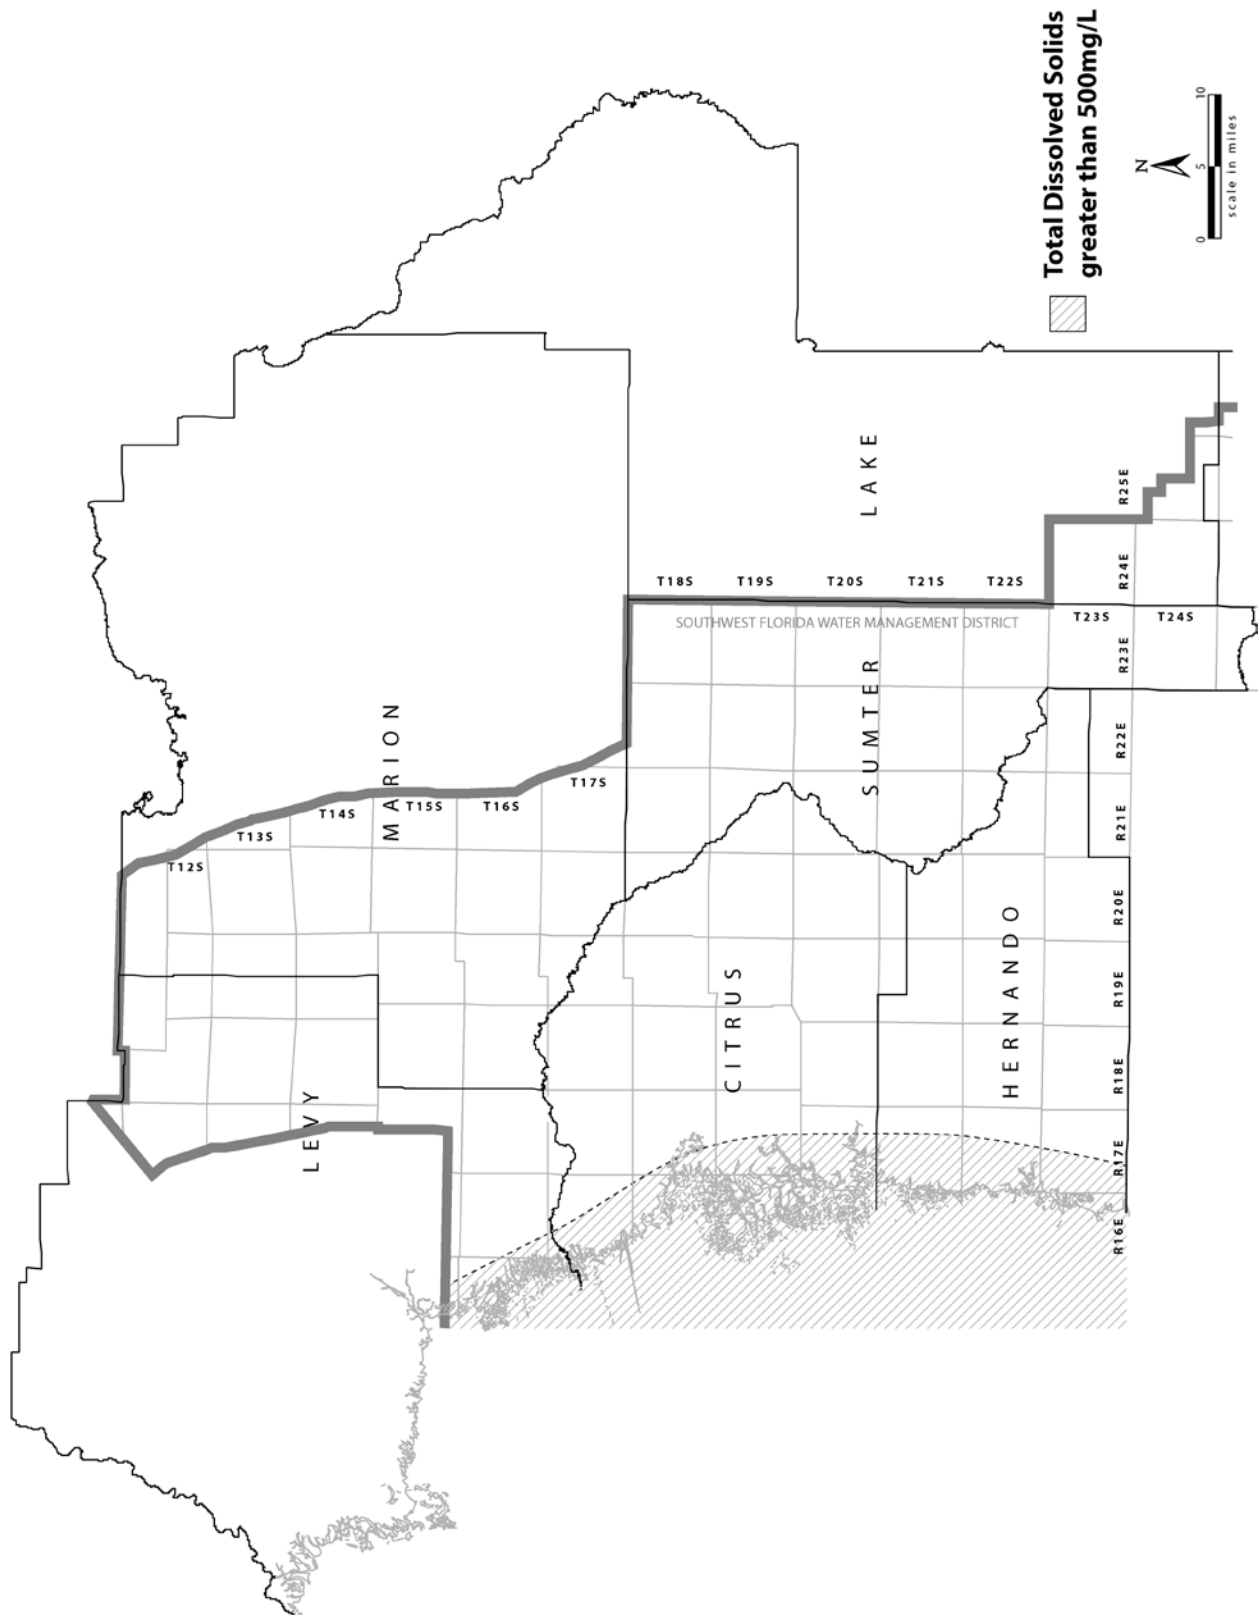 Total Dissolved Solids
greater than 500mg/L
N
0 5 10
scale in miles
MARION
LEVY
LAKE
SUMTER
CITRUS
HERNANDO
SOUTHWEST FLORIDA WATER MANAGEMENT DISTRICT
T12S
T13S
T14S
T15S
T16S
T17S
T18S
T19S
T20S
T21S
T22S
T23S
T24S
R16E
R17E
R18E
R19E
R20E
R21E
R22E
R23E
R24E
R25E